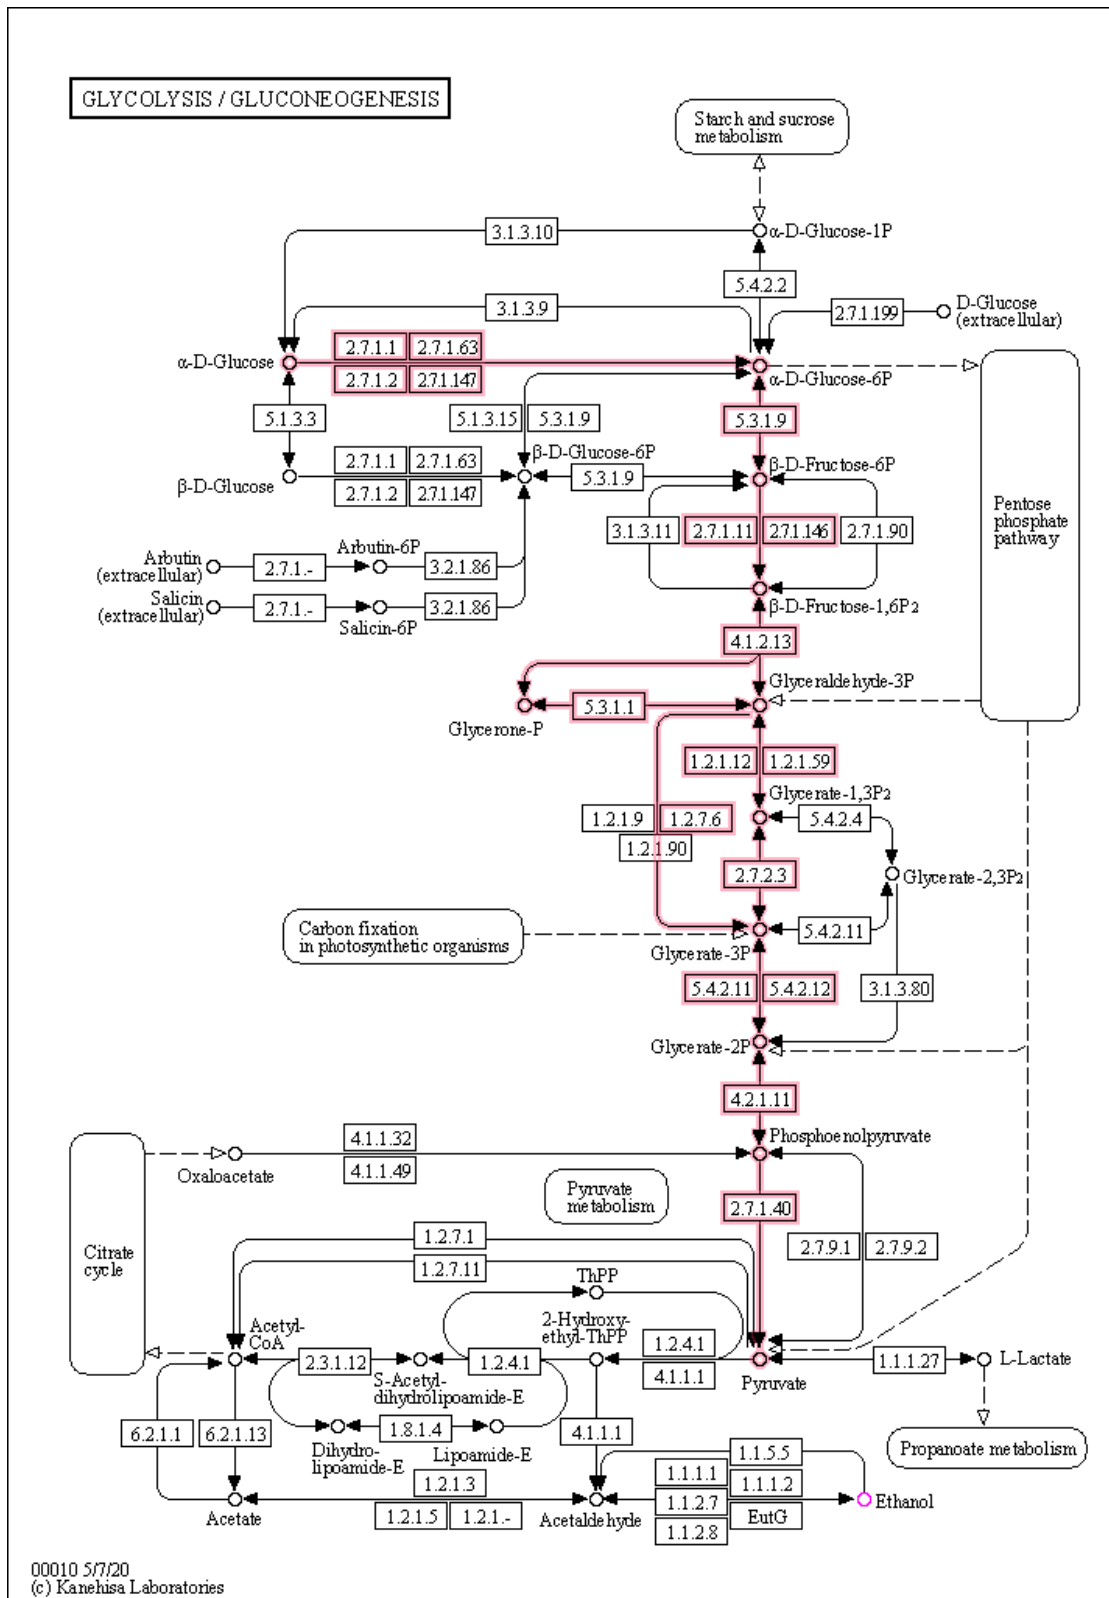 GLYCOLYSIS / GLUCONEOGENESIS
Starch and sucrose
metabolism
3.1.3.10
α-D-Glucose-1P
5.4.2.2
3.1.3.9
2.7.1.199
D-Glucose
(extracellular)
2.7.1.1
2.7.1.63
α-D-Glucose
2.7.1.2
2.7.1.147
α-D-Glucose-6P
5.1.3.3
5.1.3.15
5.3.1.9
5.3.1.9
β-D-Glucose-6P
β-D-Fructose-6P
2.7.1.1
2.7.1.63
5.3.1.9
β-D-Glucose
2.7.1.2
2.7.1.147
Pentose
phosphate
pathway
3.1.3.11
2.7.1.11
2.7.1.146
2.7.1.90
Arbutin
(extracellular)
2.7.1.-
Arbutin-6P
3.2.1.86
Salicin
(extracellular)
2.7.1.-
Salicin-6P
3.2.1.86
β-D-Fructose-1,6P2
4.1.2.13
Glyceraldehyde-3P
5.3.1.1
Glycerone-P
1.2.1.12
1.2.1.59
Glycerate-1,3P2
1.2.1.9
1.2.7.6
5.4.2.4
1.2.1.90
2.7.2.3
Glycerate-2,3P2
Carbon fixation
in photosynthetic organisms
5.4.2.11
Glycerate-3P
5.4.2.11
5.4.2.12
3.1.3.80
Glycerate-2P
4.2.1.11
Phosphoenolpyruvate
4.1.1.32
Oxaloacetate
4.1.1.49
Pyruvate
metabolism
2.7.1.40
Citrate
cycle
1.2.7.1
2.7.9.1
2.7.9.2
1.2.7.11
ThPP
Acetyl-
CoA
2-Hydroxy-
ethyl-ThPP
2.3.1.12
1.2.4.1
1.2.4.1
1.1.1.27
L-Lactate
S-Acetyl-
dihydrolipoamide-E
4.1.1.1
Pyruvate
6.2.1.1
6.2.1.13
1.8.1.4
4.1.1.1
Dihydro-
lipoamide-E
Lipoamide-E
Propanoate metabolism
1.1.5.5
1.2.1.3
1.1.1.1
1.1.1.2
Acetate
1.2.1.5
1.2.1.-
Acetaldehyde
1.1.2.7
Ethanol
EutG
1.1.2.8
00010 5/7/20
(c) Kanehisa Laboratories